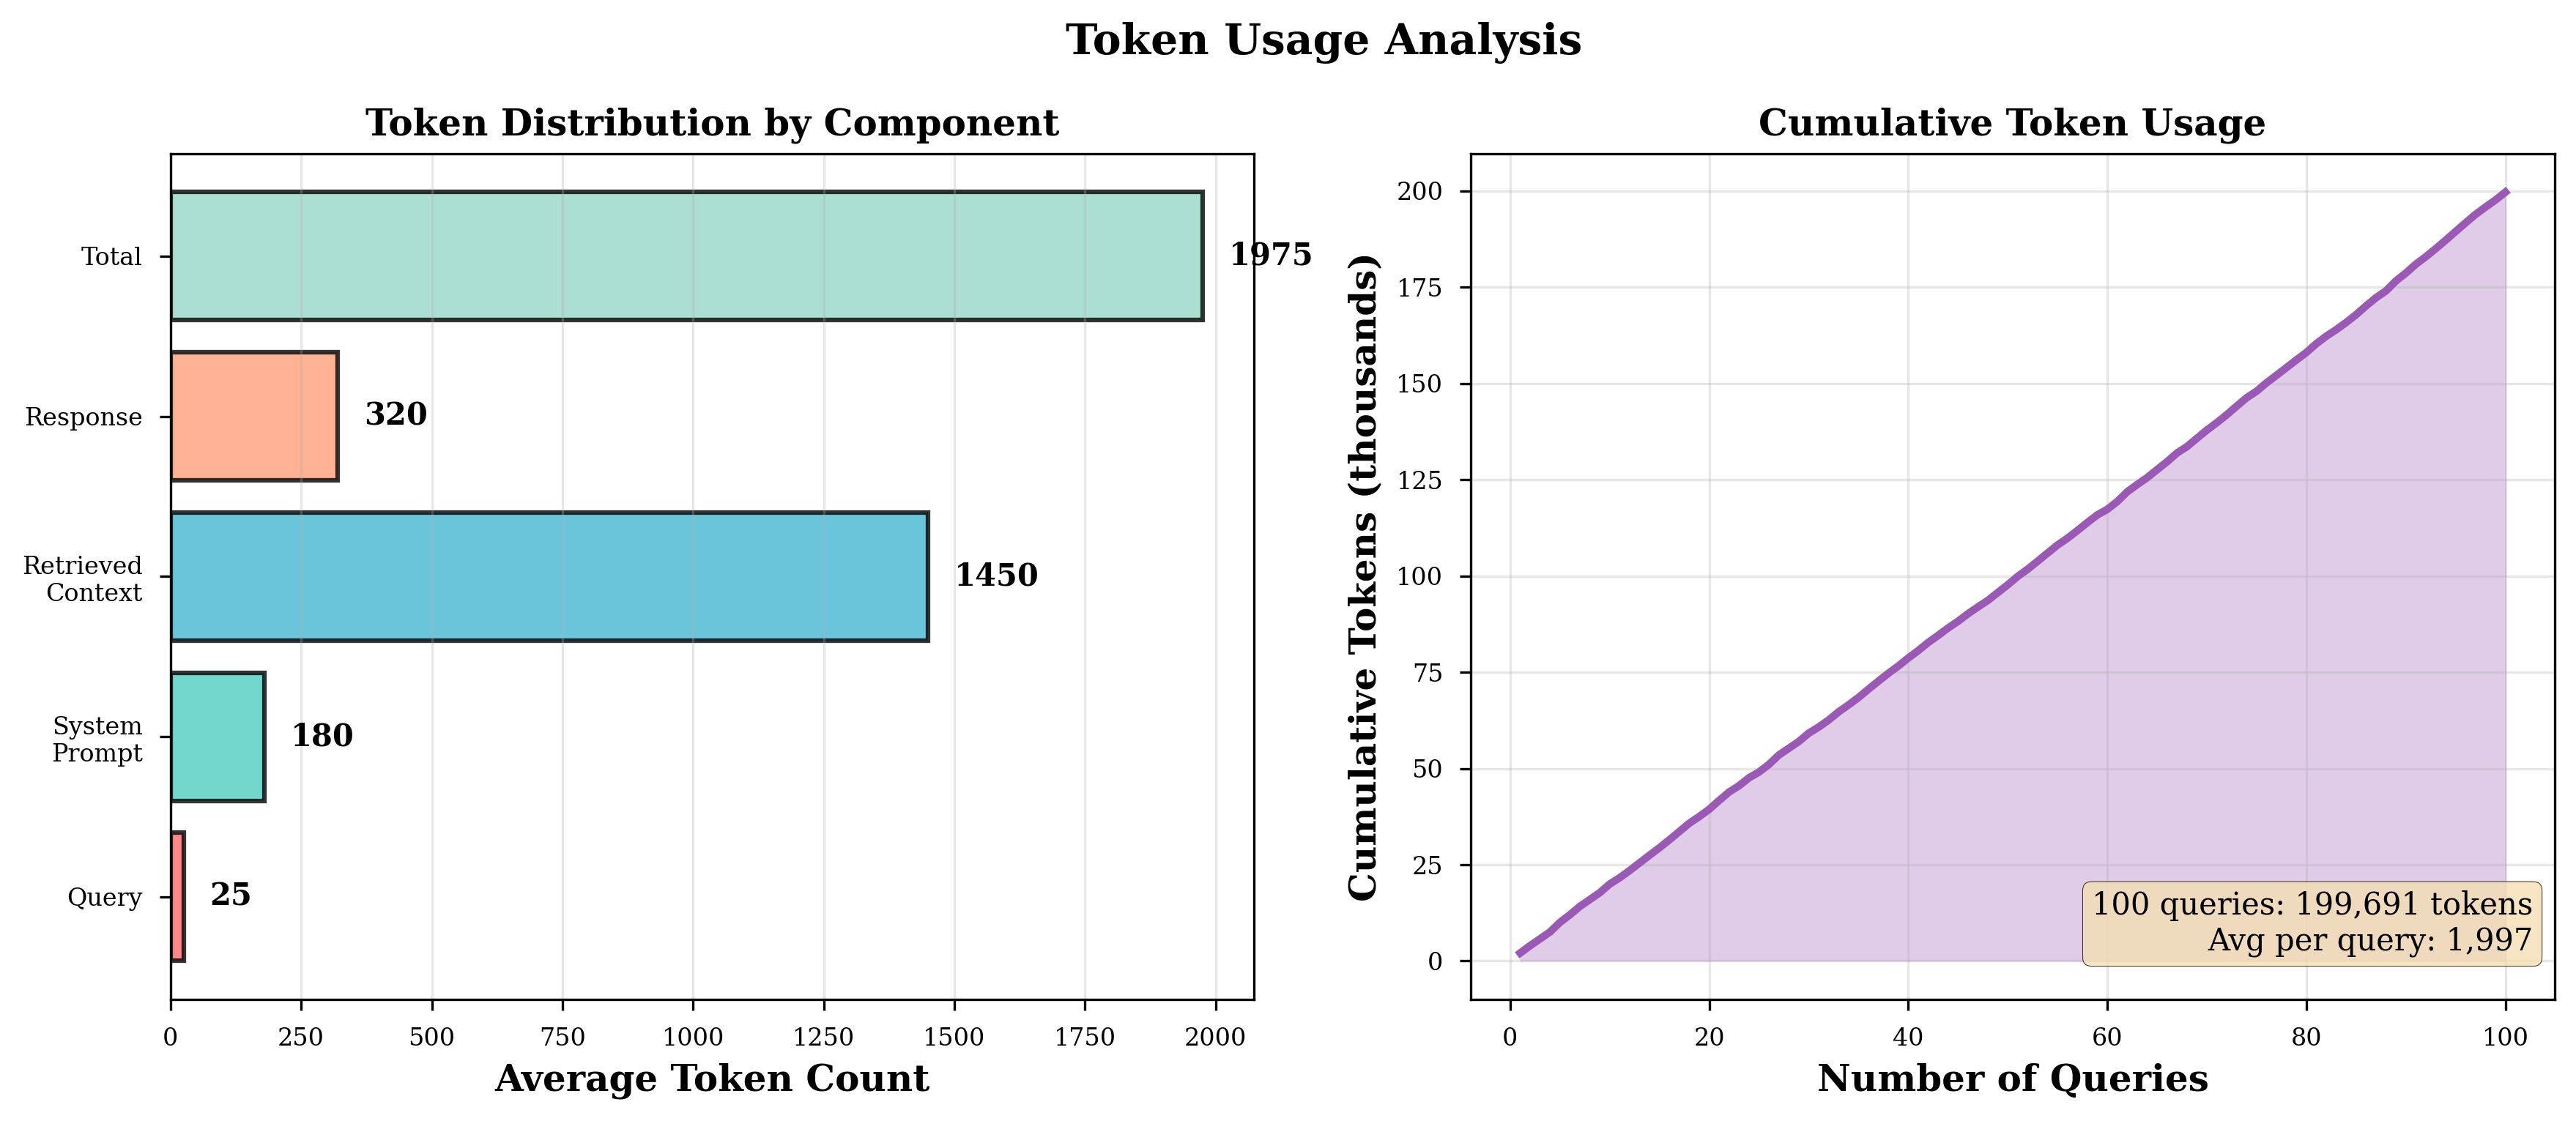 Token Usage Analysis
Token Distribution by Component
Total
1975
Response
320
Retrieved
Context
1450
System
Prompt
180
Query
25
0 250 500 750 1000 1250 1500 1750 2000
Average Token Count
Cumulative Token Usage
Cumulative Tokens (thousands)
200
175
150
125
100
75
50
25
0
100 queries: 199,691 tokens
Avg per query: 1,997
0 20 40 60 80 100
Number of Queries